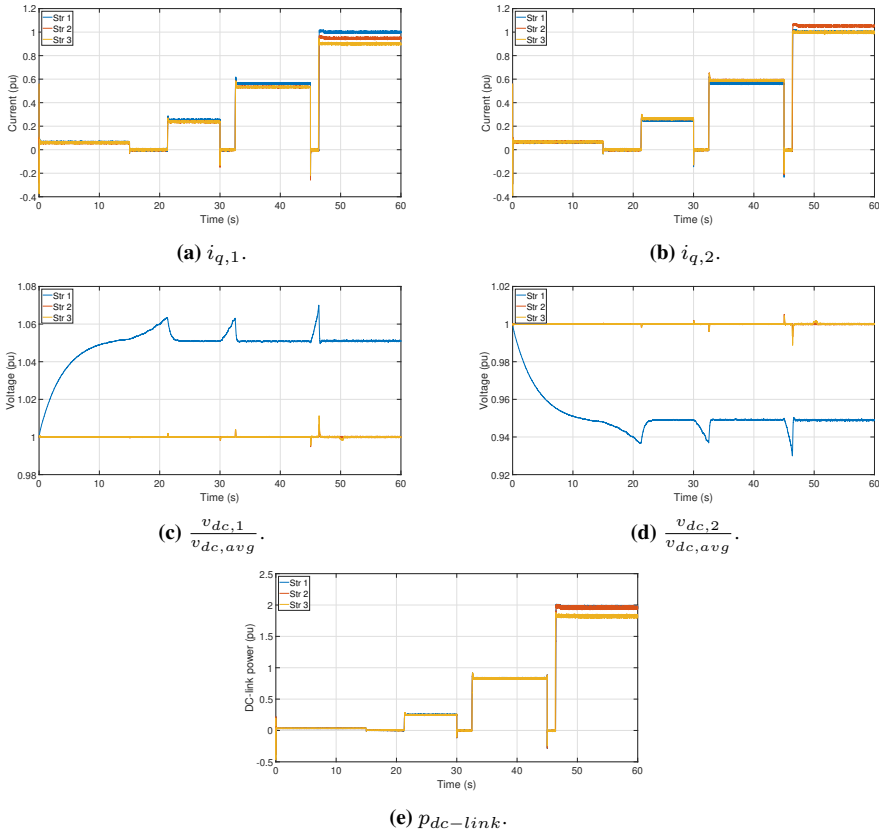 1.2
1
0.8
0.6
0.4
0.2
0
-0.2
-0.4
Current (pu)
Str 1
Str 2
Str 3
0 10 20 30 40 50 60
Time (s)
(a) i_{q,1}.
1.2
1
0.8
0.6
0.4
0.2
0
-0.2
-0.4
Current (pu)
Str 1
Str 2
Str 3
0 10 20 30 40 50 60
Time (s)
(b) i_{q,2}.
1.08
1.06
1.04
1.02
1
0.98
Voltage (pu)
Str 1
Str 2
Str 3
0 10 20 30 40 50 60
Time (s)
(c) \frac{v_{dc,1}}{v_{dc,avg}}.
1.02
1
0.98
0.96
0.94
0.92
Voltage (pu)
Str 1
Str 2
Str 3
0 10 20 30 40 50 60
Time (s)
(d) \frac{v_{dc,2}}{v_{dc,avg}}.
2.5
2
1.5
1
0.5
0
-0.5
DC-link power (pu)
Str 1
Str 2
Str 3
0 10 20 30 40 50 60
Time (s)
(e) p_{dc-link}.